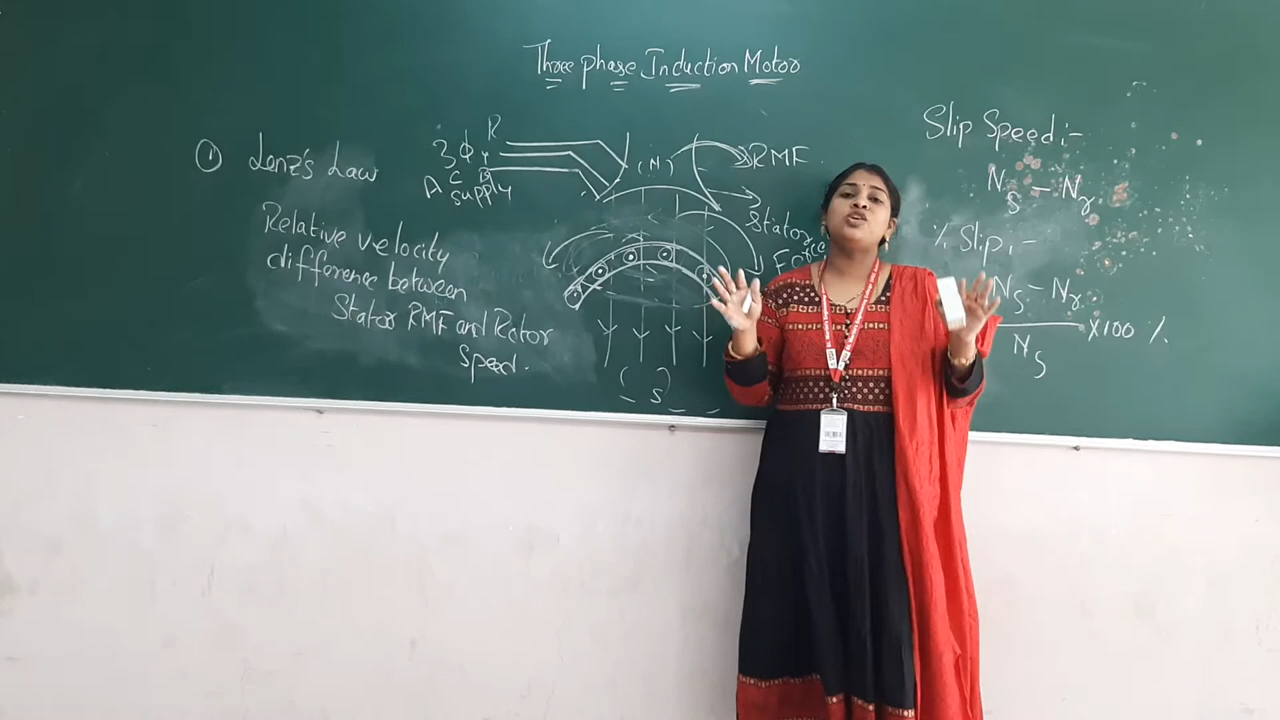 Three phase Induction Motor
① Lenz's Law
Relative velocity
difference between
Stator RMF and Rotor
Speed.
R
3ϕ Y
A C B
supply
(N)
RMF
Stator
Force
(S)
Slip Speed:-
Ns - Nr
% Slip:-
Ns - Nr
x100 %
Ns